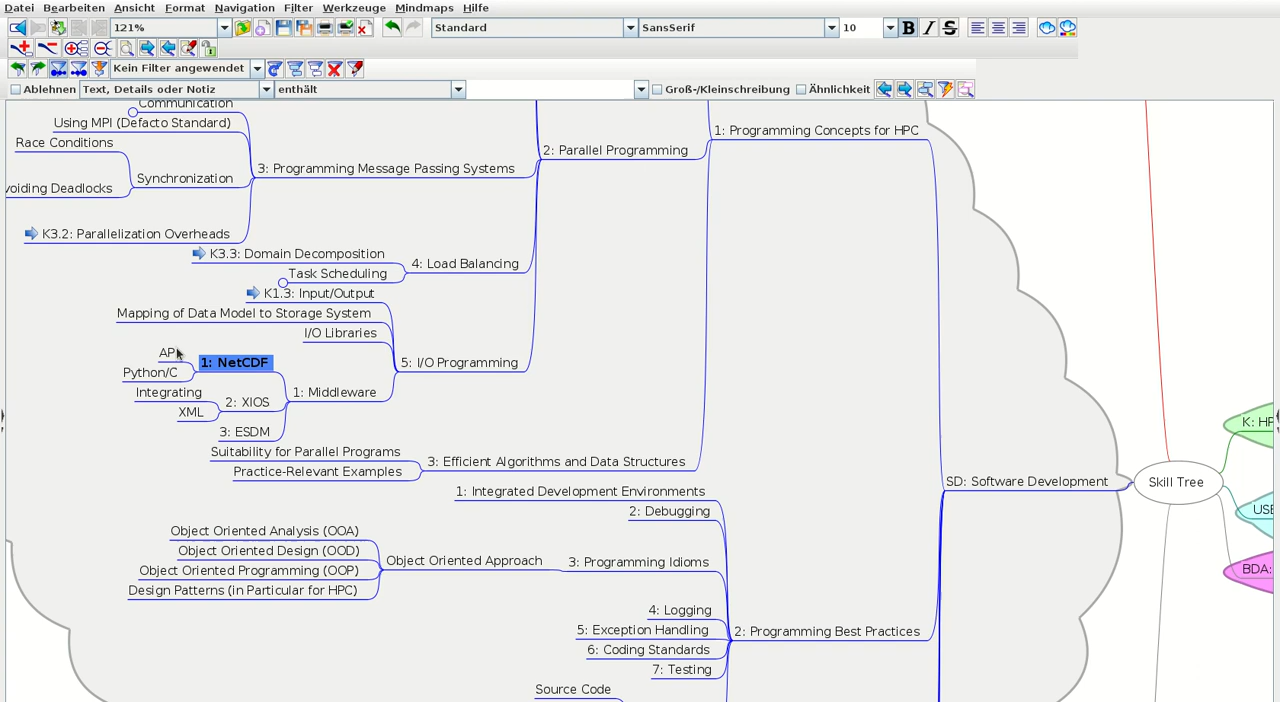 Datei Bearbeiten Ansicht Format Navigation Filter Werkzeuge Mindmaps Hilfe
121% Standard SansSerif 10 B I S
Kein Filter angewendet
Ablehnen Text, Details oder Notiz enthält Groß-/Kleinschreibung Ähnlichkeit
Communication
Using MPI (Defacto Standard)
Race Conditions
Synchronization
voiding Deadlocks
3: Programming Message Passing Systems
K3.2: Parallelization Overheads
2: Parallel Programming
1: Programming Concepts for HPC
K3.3: Domain Decomposition
4: Load Balancing
Task Scheduling
K1.3: Input/Output
Mapping of Data Model to Storage System
I/O Libraries
5: I/O Programming
AP
1: NetCDF
Python/C
Integrating
2: XIOS
XML
1: Middleware
3: ESDM
Suitability for Parallel Programs
3: Efficient Algorithms and Data Structures
Practice-Relevant Examples
1: Integrated Development Environments
2: Debugging
Object Oriented Analysis (OOA)
Object Oriented Design (OOD)
Object Oriented Approach
3: Programming Idioms
Object Oriented Programming (OOP)
Design Patterns (in Particular for HPC)
4: Logging
5: Exception Handling
2: Programming Best Practices
6: Coding Standards
7: Testing
Source Code
SD: Software Development
Skill Tree
K: HP
USE
BDA: